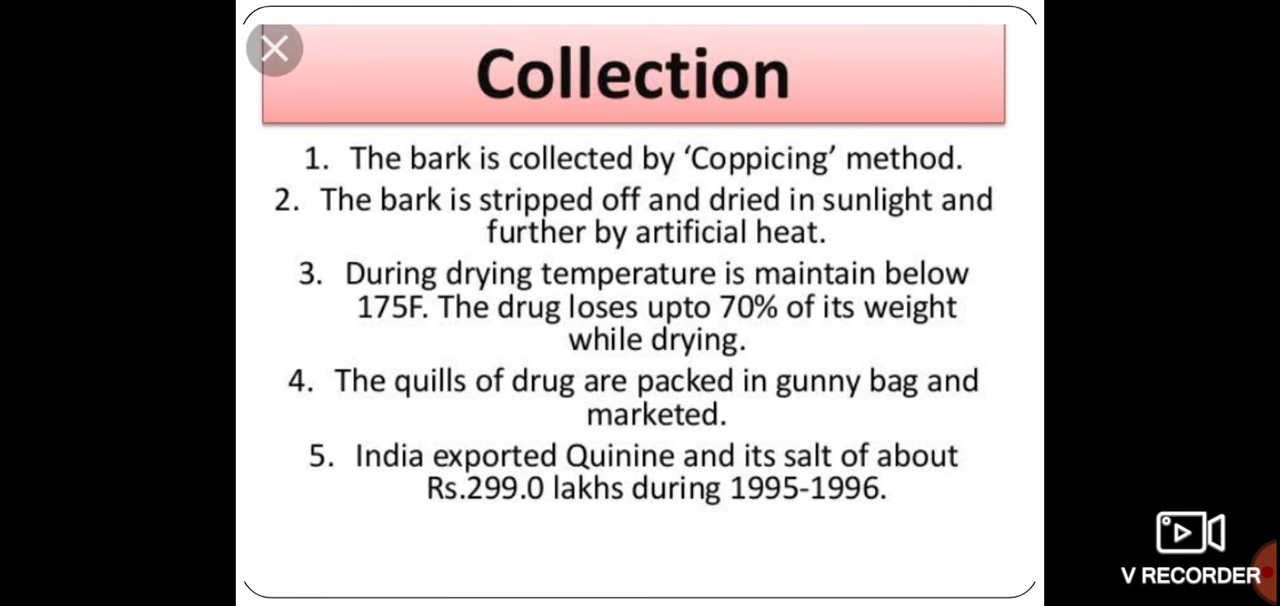 Collection
1. The bark is collected by ‘Coppicing’ method.
2. The bark is stripped off and dried in sunlight and
further by artificial heat.
3. During drying temperature is maintain below
175F. The drug loses upto 70% of its weight
while drying.
4. The quills of drug are packed in gunny bag and
marketed.
5. India exported Quinine and its salt of about
Rs.299.0 lakhs during 1995-1996.
V RECORDER